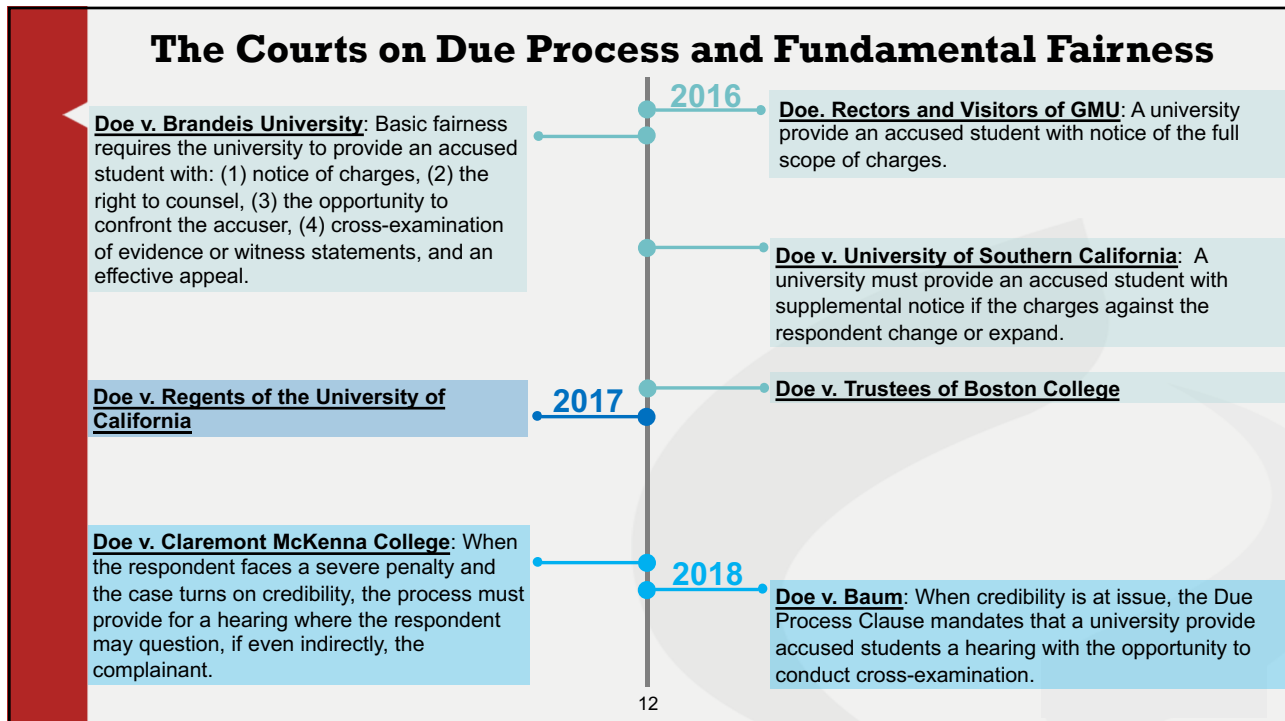 The Courts on Due Process and Fundamental Fairness
2016
Doe. Rectors and Visitors of GMU: A university
provide an accused student with notice of the full
scope of charges.
Doe v. Brandeis University: Basic fairness
requires the university to provide an accused
student with: (1) notice of charges, (2) the
right to counsel, (3) the opportunity to
confront the accuser, (4) cross-examination
of evidence or witness statements, and an
effective appeal.
Doe v. University of Southern California: A
university must provide an accused student with
supplemental notice if the charges against the
respondent change or expand.
Doe v. Trustees of Boston College
2017
Doe v. Regents of the University of
California
Doe v. Claremont McKenna College: When
the respondent faces a severe penalty and
the case turns on credibility, the process must
provide for a hearing where the respondent
may question, if even indirectly, the
complainant.
2018
Doe v. Baum: When credibility is at issue, the Due
Process Clause mandates that a university provide
accused students a hearing with the opportunity to
conduct cross-examination.
12